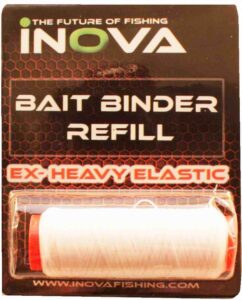 THE FUTURE OF FISHING
iNOVA
BAIT BINDER
REFILL
EX- HEAVY ELASTIC
WWW.INOVAFISHING.COM